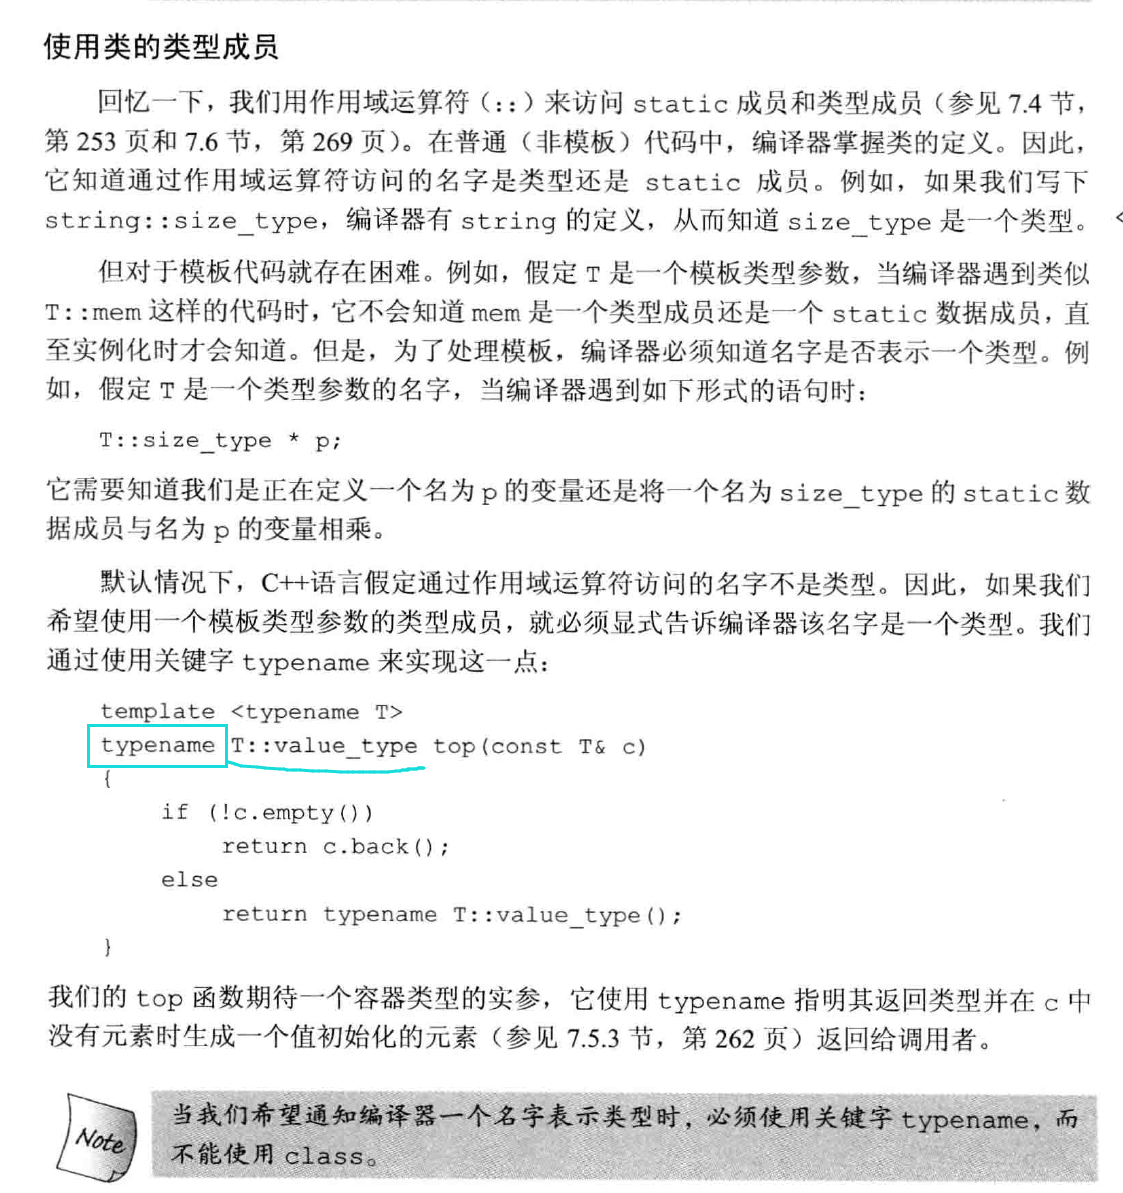 使用类的类型成员
回忆一下，我们用作用域运算符（::）来访问 static 成员和类型成员（参见 7.4 节，
第 253 页和 7.6 节，第 269 页）。在普通（非模板）代码中，编译器掌握类的定义。因此，
它知道通过作用域运算符访问的名字是类型还是 static 成员。例如，如果我们写下
string::size_type，编译器有 string 的定义，从而知道 size_type 是一个类型。 <
但对于模板代码就存在困难。例如，假定 T 是一个模板类型参数，当编译器遇到类似
T::mem 这样的代码时，它不会知道 mem 是一个类型成员还是一个 static 数据成员，直
至实例化时才会知道。但是，为了处理模板，编译器必须知道名字是否表示一个类型。例
如，假定 T 是一个类型参数的名字，当编译器遇到如下形式的语句时：
T::size_type * p;
它需要知道我们是正在定义一个名为 p 的变量还是将一个名为 size_type 的 static 数
据成员与名为 p 的变量相乘。
默认情况下，C++语言假定通过作用域运算符访问的名字不是类型。因此，如果我们
希望使用一个模板类型参数的类型成员，就必须显式告诉编译器该名字是一个类型。我们
通过使用关键字 typename 来实现这一点：
template <typename T>
typename T::value_type top(const T& c)
{
if (!c.empty())
return c.back();
else
return typename T::value_type();
}
我们的 top 函数期待一个容器类型的实参，它使用 typename 指明其返回类型并在 c 中
没有元素时生成一个值初始化的元素（参见 7.5.3 节，第 262 页）返回给调用者。
Note
当我们希望通知编译器一个名字表示类型时，必须使用关键字 typename，而
不能使用 class。